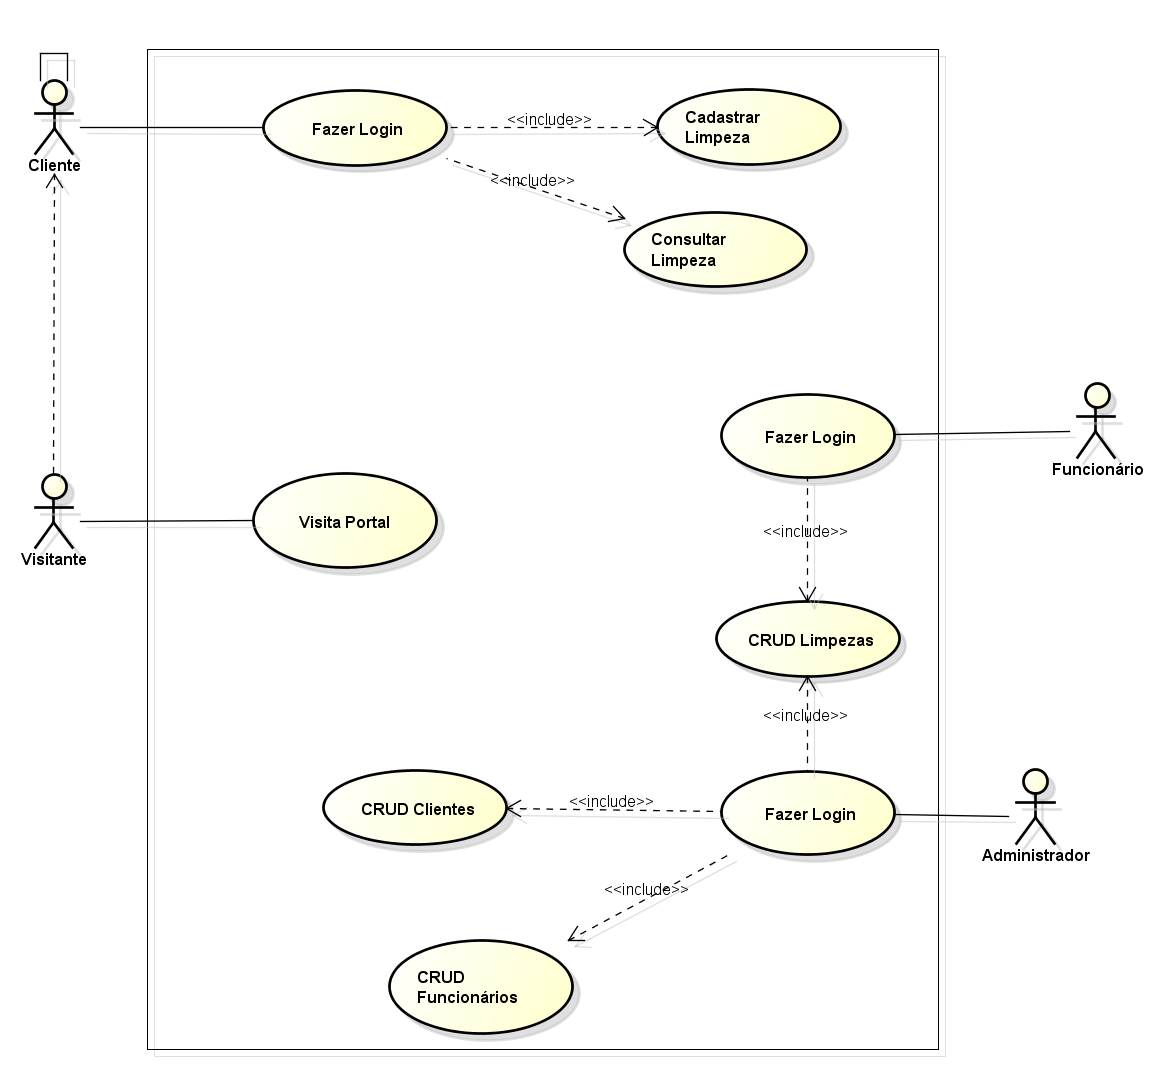 Cliente
Fazer Login
<<include>>
Cadastrar
Limpeza
<<include>>
Consultar
Limpeza
Fazer Login
Funcionário
Visita Portal
Visitante
<<include>>
CRUD Limpezas
<<include>>
CRUD Clientes
<<include>>
Fazer Login
Administrador
<<include>>
CRUD
Funcionários